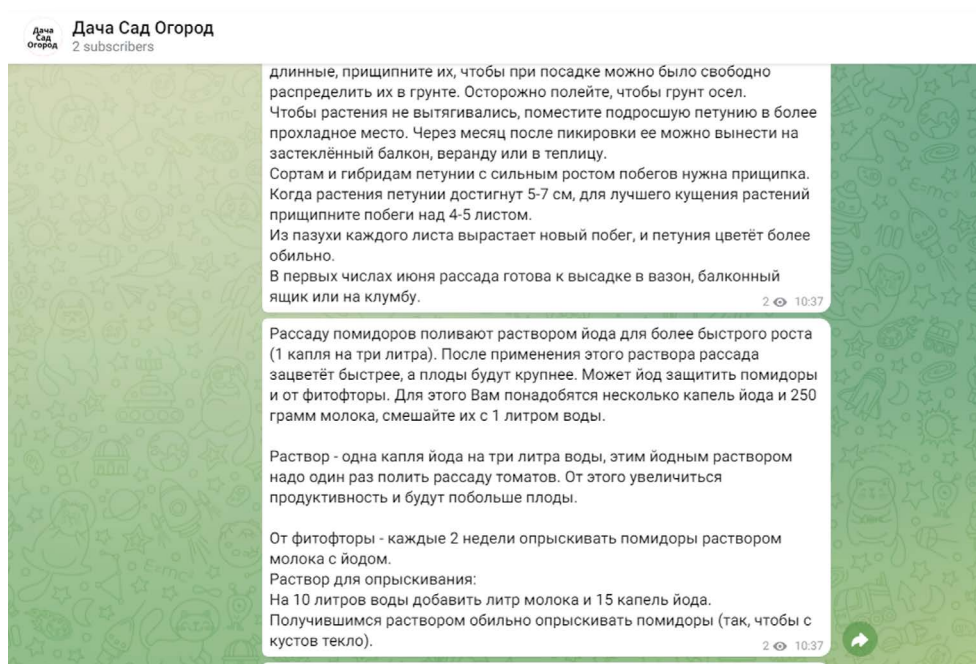 Дача
Сад
Огород
Дача Сад Огород
2 subscribers
длинные, прищипните их, чтобы при посадке можно было свободно
распределить их в грунте. Осторожно полейте, чтобы грунт осел.
Чтобы растения не вытягивались, поместите подросшую петунию в более
прохладное место. Через месяц после пикировки ее можно вынести на
застеклённый балкон, веранду или в теплицу.
Сортам и гибридам петунии с сильным ростом побегов нужна прищипка.
Когда растения петунии достигнут 5-7 см, для лучшего кущения растений
прищипните побеги над 4-5 листом.
Из пазухи каждого листа вырастает новый побег, и петуния цветёт более
обильно.
В первых числах июня рассада готова к высадке в вазон, балконный
ящик или на клумбу.
2 10:37
Рассаду помидоров поливают раствором йода для более быстрого роста
(1 капля на три литра). После применения этого раствора рассада
зацветёт быстрее, а плоды будут крупнее. Может йод защитить помидоры
и от фитофторы. Для этого Вам понадобятся несколько капель йода и 250
грамм молока, смешайте их с 1 литром воды.
Раствор - одна капля йода на три литра воды, этим йодным раствором
надо один раз полить рассаду томатов. От этого увеличиться
продуктивность и будут побольше плоды.
От фитофторы - каждые 2 недели опрыскивать помидоры раствором
молока с йодом.
Раствор для опрыскивания:
На 10 литров воды добавить литр молока и 15 капель йода.
Получившимся раствором обильно опрыскивать помидоры (так, чтобы с
кустов текло).
2 10:37